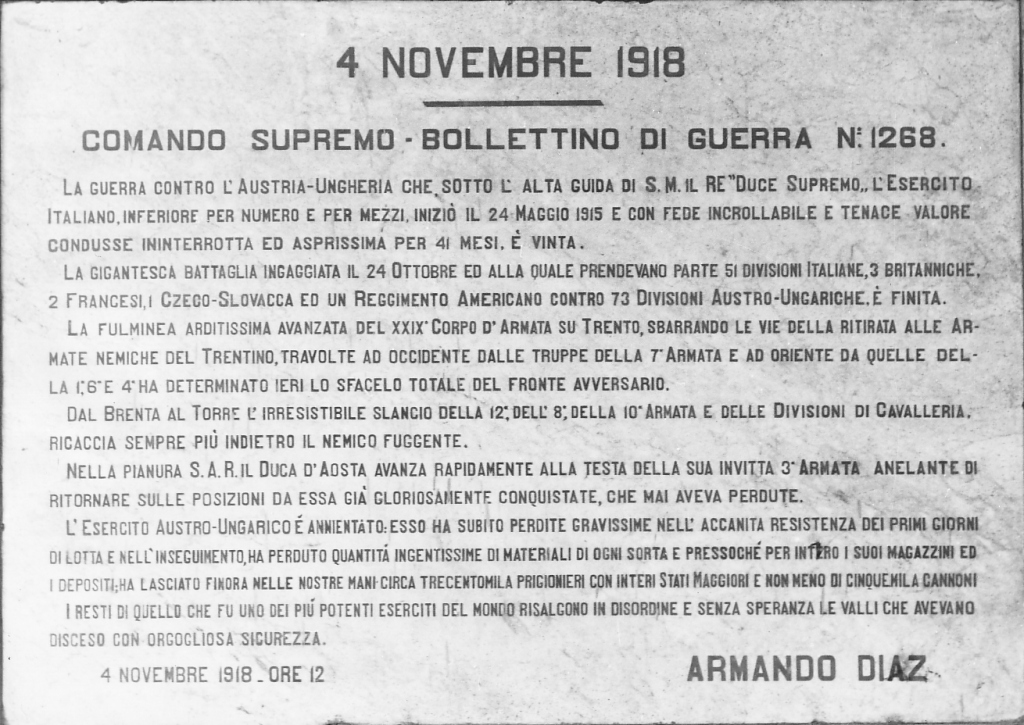 4 NOVEMBRE 1918
COMANDO SUPREMO - BOLLETTINO DI GUERRA N: 1268.
LA GUERRA CONTRO L'AUSTRIA-UNGHERIA CHE, SOTTO L' ALTA GUIDA DI S.M. IL RE "DUCE SUPREMO„, L'ESERCITO
ITALIANO, INFERIORE PER NUMERO E PER MEZZI, INIZIÒ IL 24 MAGGIO 1915 E CON FEDE INCROLLABILE E TENACE VALORE
CONDUSSE ININTERROTTA ED ASPRISSIMA PER 41 MESI, È VINTA.
LA GIGANTESCA BATTAGLIA INGAGGIATA IL 24 OTTOBRE ED ALLA QUALE PRENDEVANO PARTE 51 DIVISIONI ITALIANE, 3 BRITANNICHE,
2 FRANCESI, 1 CZECO-SLOVACCA ED UN REGGIMENTO AMERICANO CONTRO 73 DIVISIONI AUSTRO-UNGARICHE, È FINITA.
LA FULMINEA ARDITISSIMA AVANZATA DEL XXIX° CORPO D'ARMATA SU TRENTO, SBARRANDO LE VIE DELLA RITIRATA ALLE AR-
MATE NEMICHE DEL TRENTINO, TRAVOLTE AD OCCIDENTE DALLE TRUPPE DELLA 7ª ARMATA E AD ORIENTE DA QUELLE DEL-
LA 1ª, 6ª E 4ª HA DETERMINATO IERI LO SFACELO TOTALE DEL FRONTE AVVERSARIO.
DAL BRENTA AL TORRE L'IRRESISTIBILE SLANCIO DELLA 12ª, DELL' 8ª, DELLA 10ª ARMATA E DELLE DIVISIONI DI CAVALLERIA,
RICACCIA SEMPRE PIÙ INDIETRO IL NEMICO FUGGENTE.
NELLA PIANURA S.A.R. IL DUCA D'AOSTA AVANZA RAPIDAMENTE ALLA TESTA DELLA SUA INVITTA 3ª ARMATA ANELANTE DI
RITORNARE SULLE POSIZIONI DA ESSA GIÀ GLORIOSAMENTE CONQUISTATE, CHE MAI AVEVA PERDUTE.
L'ESERCITO AUSTRO-UNGARICO É ANNIENTATO: ESSO HA SUBITO PERDITE GRAVISSIME NELL' ACCANITA RESISTENZA DEI PRIMI GIORNI
DI LOTTA E NELL'INSEGUIMENTO, HA PERDUTO QUANTITÁ INGENTISSIME DI MATERIALI DI OGNI SORTA E PRESSOCHÉ PER INTERO I SUOI MAGAZZINI ED
I DEPOSITI; HA LASCIATO FINORA NELLE NOSTRE MANI CIRCA TRECENTOMILA PRIGIONIERI CON INTERI STATI MAGGIORI E NON MENO DI CINQUEMILA CANNONI
I RESTI DI QUELLO CHE FU UNO DEI PIÚ POTENTI ESERCITI DEL MONDO RISALGONO IN DISORDINE E SENZA SPERANZA LE VALLI CHE AVEVANO
DISCESO CON ORGOGLIOSA SICUREZZA.
4 NOVEMBRE 1918 - ORE 12
ARMANDO DIAZ